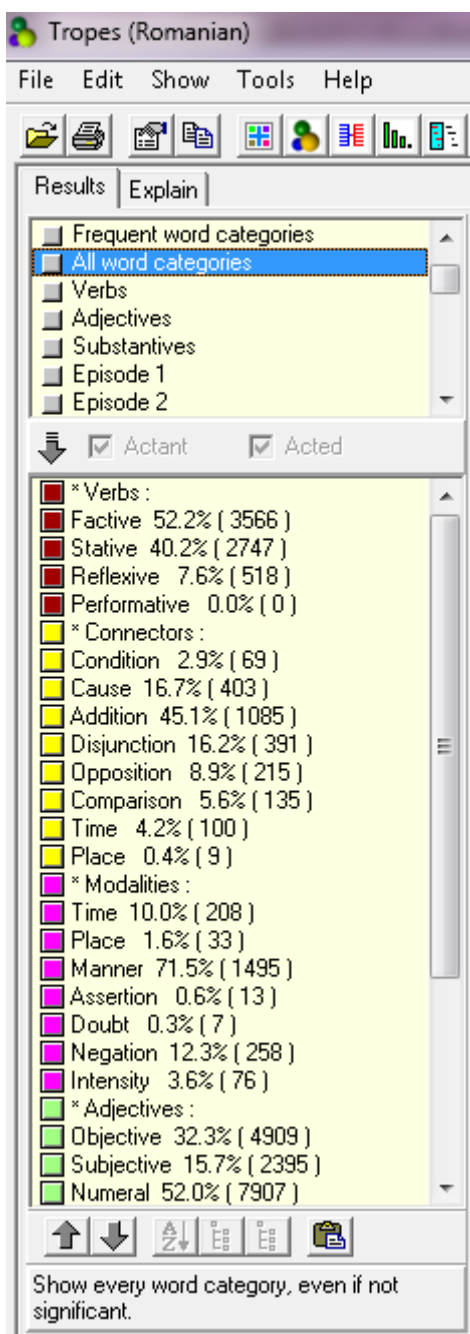 Tropes (Romanian)
File Edit Show Tools Help
Results Explain
Frequent word categories
All word categories
Verbs
Adjectives
Substantives
Episode 1
Episode 2
Actant Acted
* Verbs :
Factive 52.2% ( 3566 )
Stative 40.2% ( 2747 )
Reflexive 7.6% ( 518 )
Performative 0.0% ( 0 )
* Connectors :
Condition 2.9% ( 69 )
Cause 16.7% ( 403 )
Addition 45.1% ( 1085 )
Disjunction 16.2% ( 391 )
Opposition 8.9% ( 215 )
Comparison 5.6% ( 135 )
Time 4.2% ( 100 )
Place 0.4% ( 9 )
* Modalities :
Time 10.0% ( 208 )
Place 1.6% ( 33 )
Manner 71.5% ( 1495 )
Assertion 0.6% ( 13 )
Doubt 0.3% ( 7 )
Negation 12.3% ( 258 )
Intensity 3.6% ( 76 )
* Adjectives :
Objective 32.3% ( 4909 )
Subjective 15.7% ( 2395 )
Numeral 52.0% ( 7907 )
Show every word category, even if not
significant.